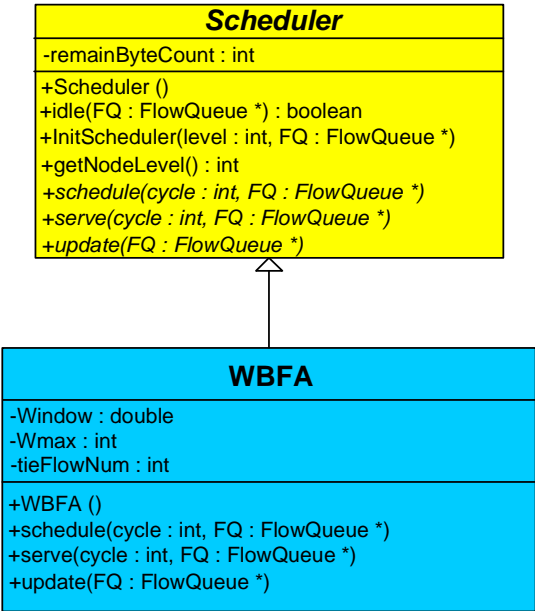 Scheduler
-remainByteCount : int
+Scheduler ()
+idle(FQ : FlowQueue *) : boolean
+InitScheduler(level : int, FQ : FlowQueue *)
+getNodeLevel() : int
+schedule(cycle : int, FQ : FlowQueue *)
+serve(cycle : int, FQ : FlowQueue *)
+update(FQ : FlowQueue *)
WBFA
-Window : double
-Wmax : int
-tieFlowNum : int
+WBFA ()
+schedule(cycle : int, FQ : FlowQueue *)
+serve(cycle : int, FQ : FlowQueue *)
+update(FQ : FlowQueue *)